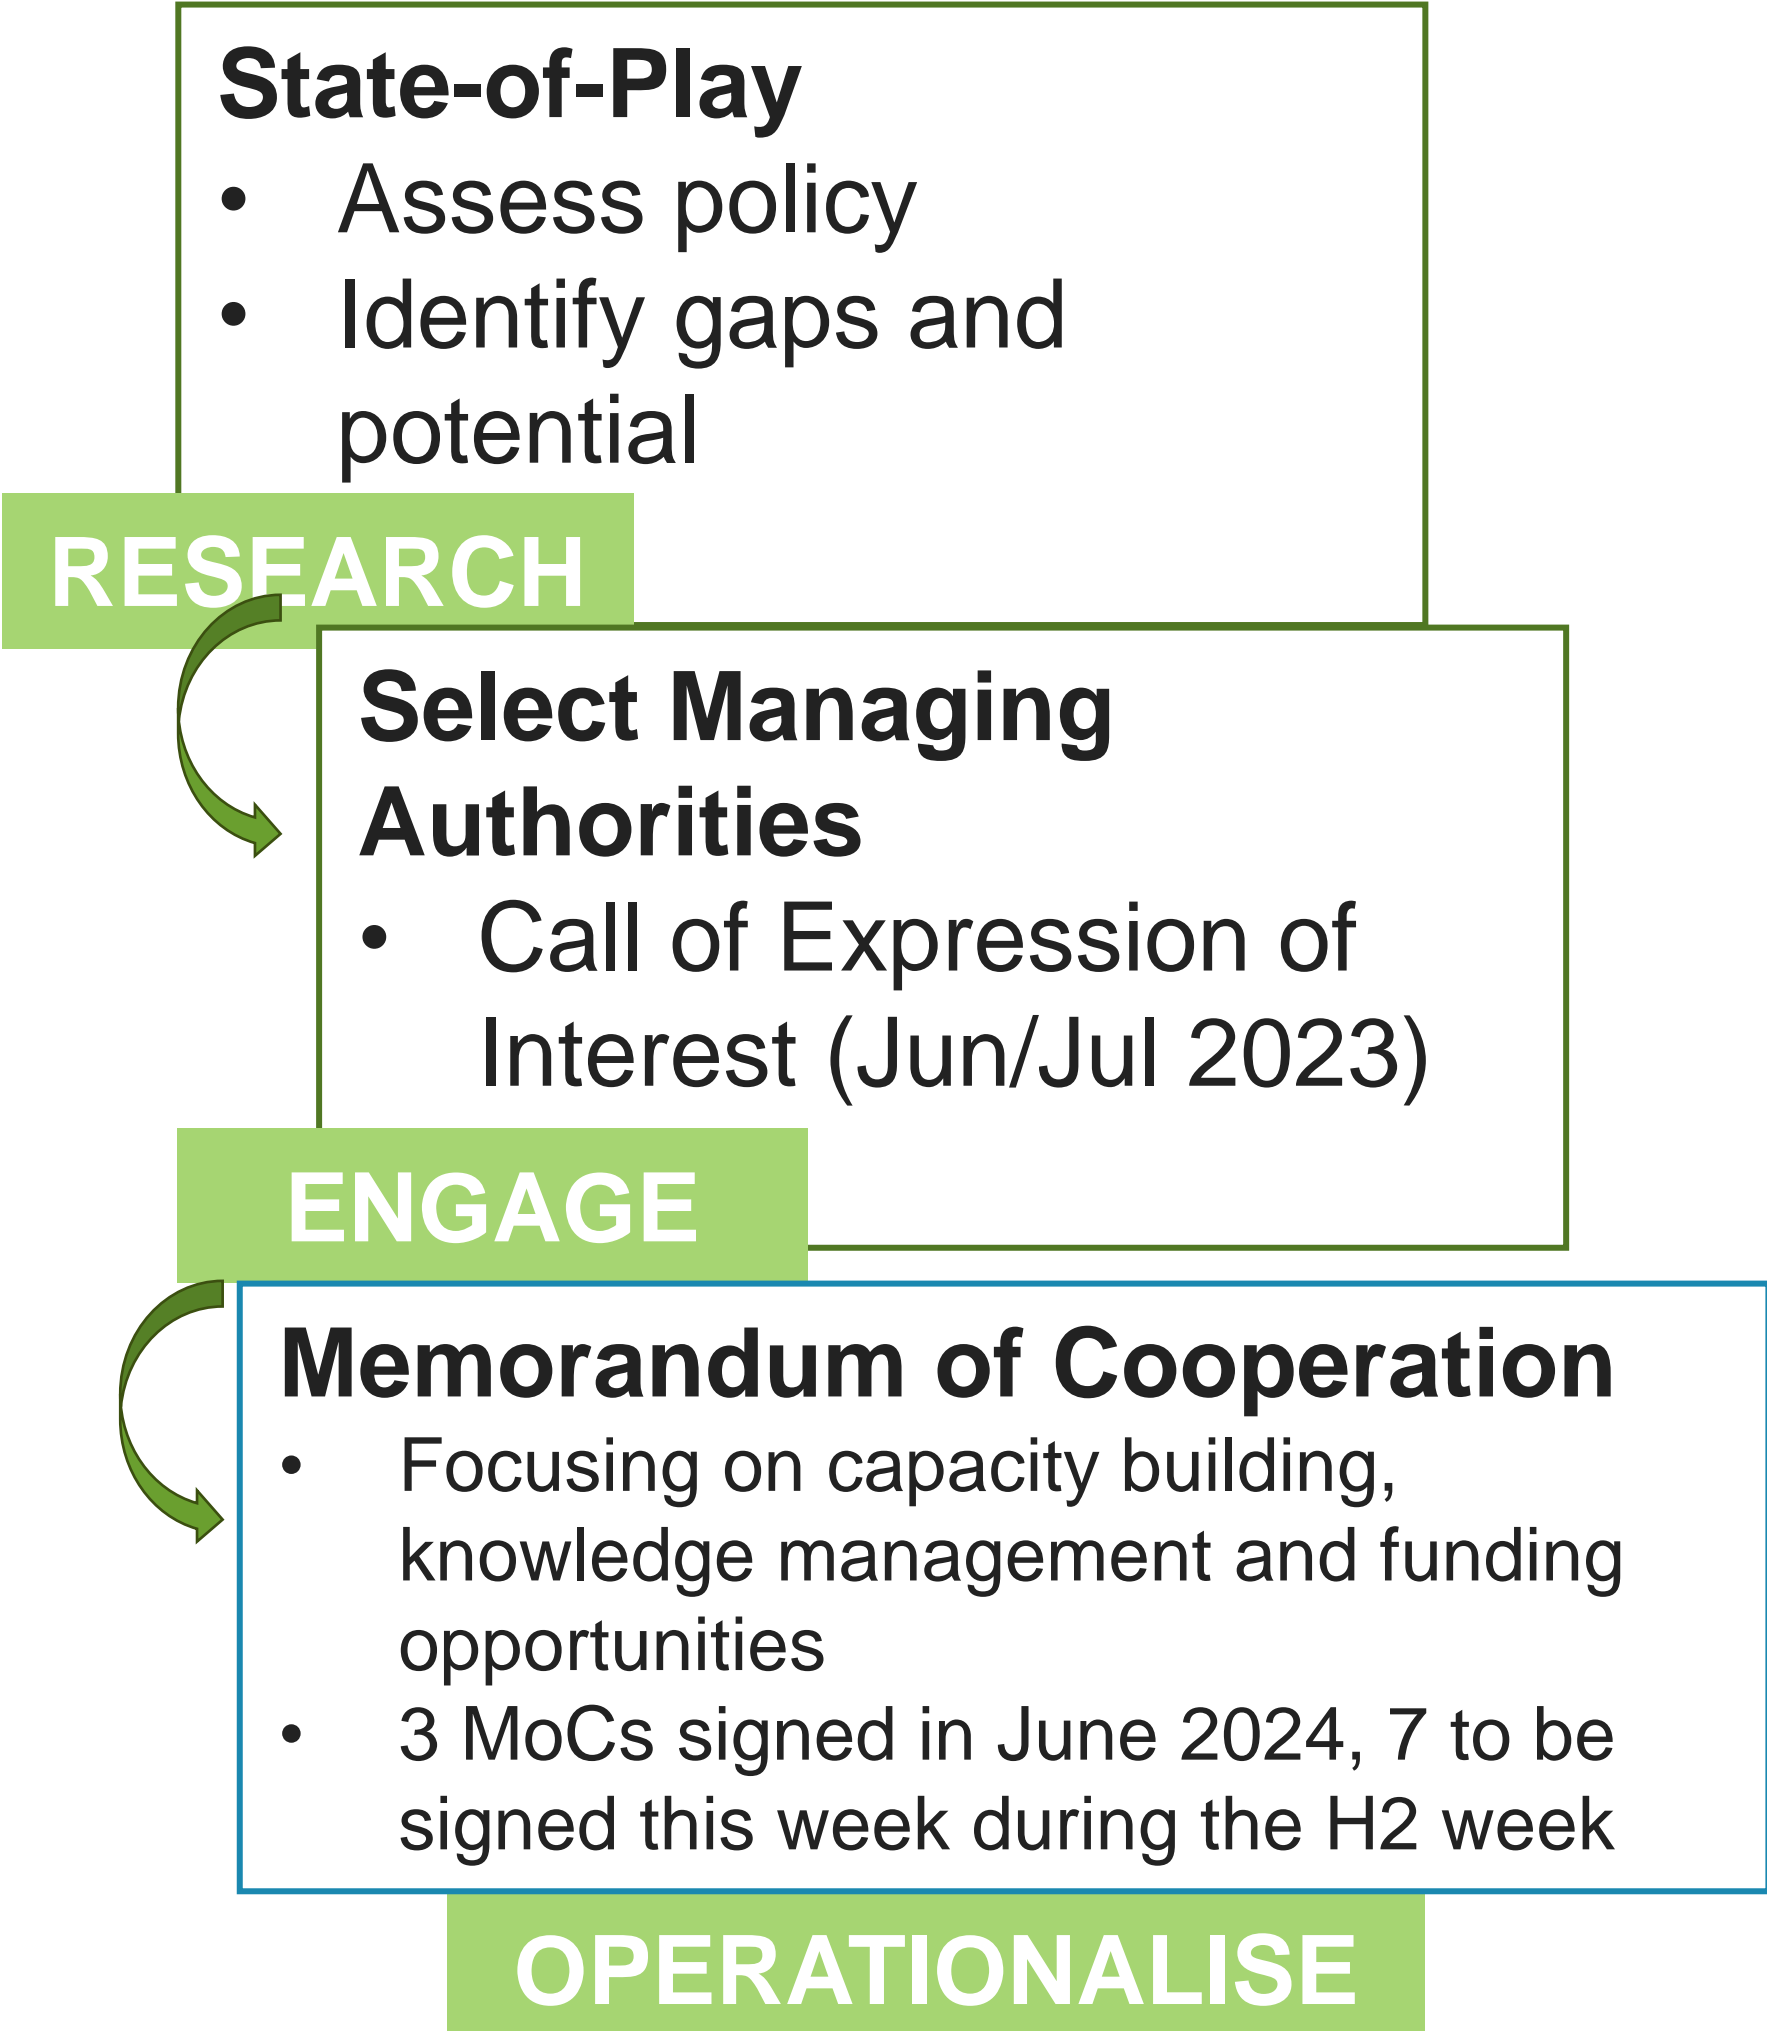 State-of-Play
• Assess policy
• Identify gaps and
potential
RESEARCH
Select Managing
Authorities
• Call of Expression of
Interest (Jun/Jul 2023)
ENGAGE
Memorandum of Cooperation
• Focusing on capacity building,
knowledge management and funding
opportunities
• 3 MoCs signed in June 2024, 7 to be
signed this week during the H2 week
OPERATIONALISE